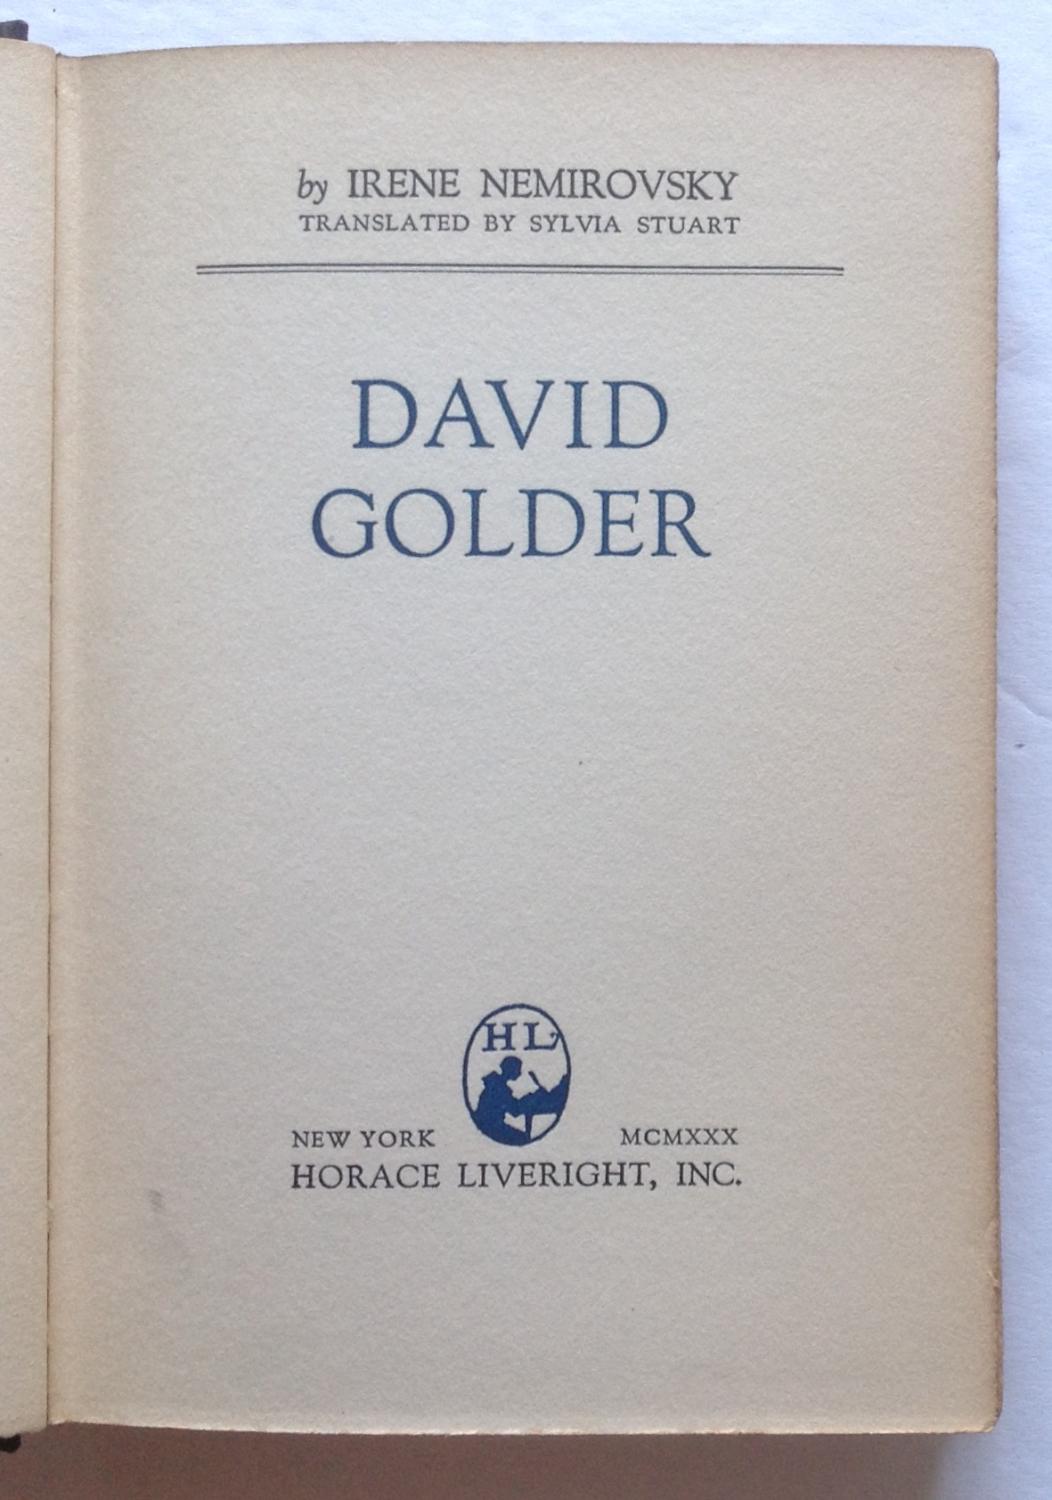 by IRENE NEMIROVSKY
TRANSLATED BY SYLVIA STUART
DAVID
GOLDER
HL
NEW YORK MCMXXX
HORACE LIVERIGHT, INC.